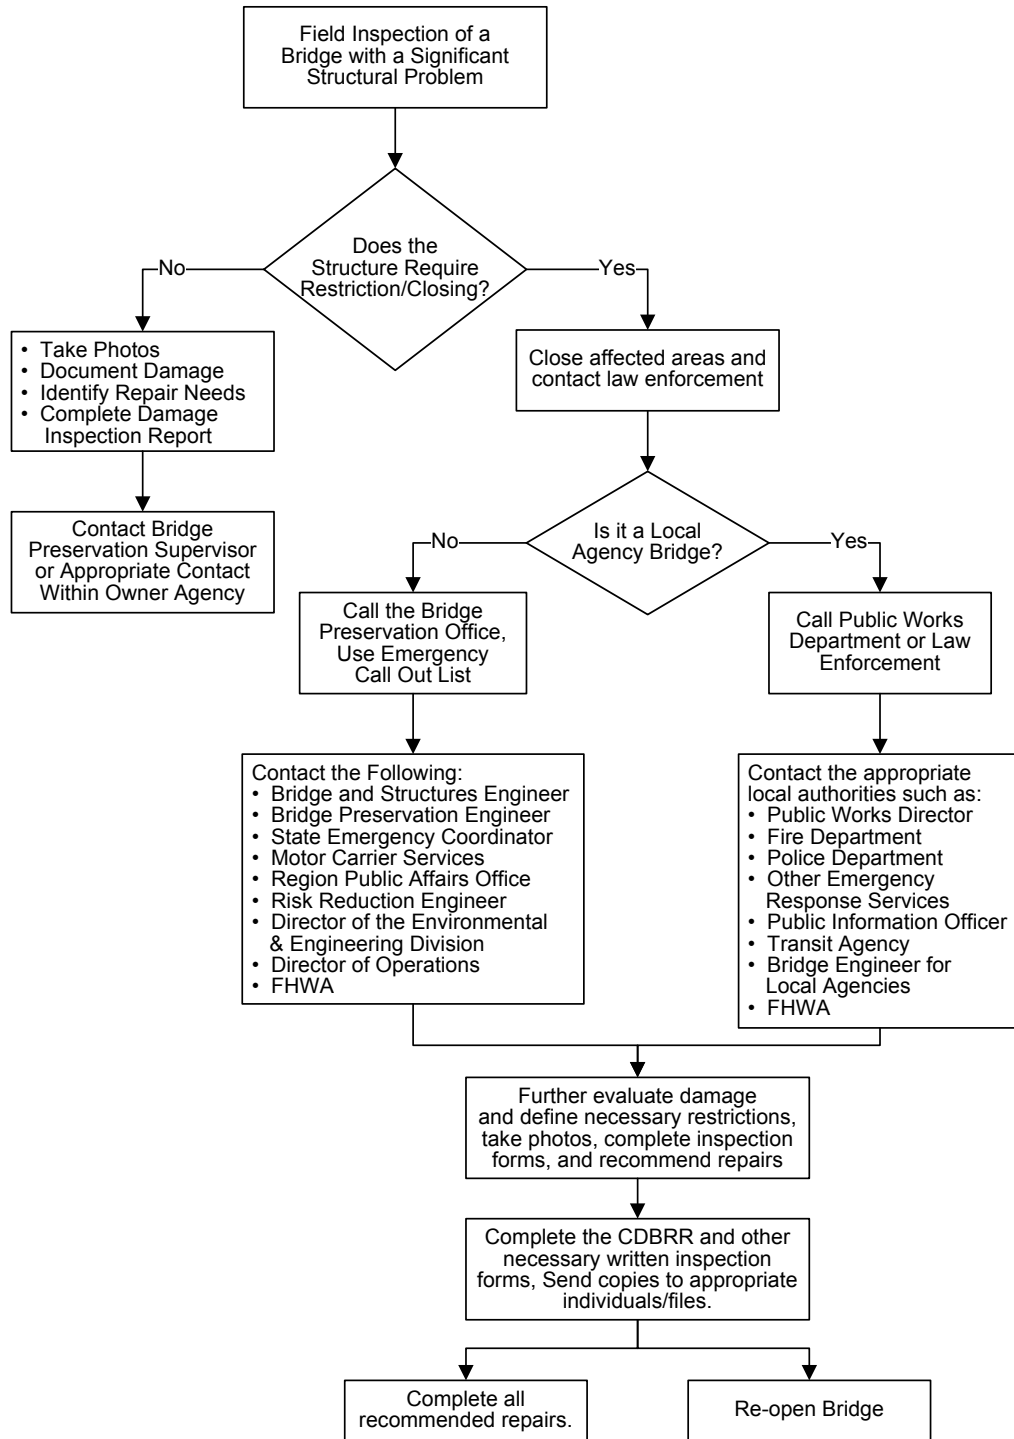 Field Inspection of a
Bridge with a Significant
Structural Problem
Does the
Structure Require
Restriction/Closing?
No
Yes
• Take Photos
• Document Damage
• Identify Repair Needs
• Complete Damage
Inspection Report
Close affected areas and
contact law enforcement
Contact Bridge
Preservation Supervisor
or Appropriate Contact
Within Owner Agency
Is it a Local
Agency Bridge?
No
Yes
Call the Bridge
Preservation Office,
Use Emergency
Call Out List
Call Public Works
Department or Law
Enforcement
Contact the Following:
• Bridge and Structures Engineer
• Bridge Preservation Engineer
• State Emergency Coordinator
• Motor Carrier Services
• Region Public Affairs Office
• Risk Reduction Engineer
• Director of the Environmental
& Engineering Division
• Director of Operations
• FHWA
Contact the appropriate
local authorities such as:
• Public Works Director
• Fire Department
• Police Department
• Other Emergency
Response Services
• Public Information Officer
• Transit Agency
• Bridge Engineer for
Local Agencies
• FHWA
Further evaluate damage
and define necessary restrictions,
take photos, complete inspection
forms, and recommend repairs
Complete the CDBRR and other
necessary written inspection
forms, Send copies to appropriate
individuals/files.
Complete all
recommended repairs.
Re-open Bridge